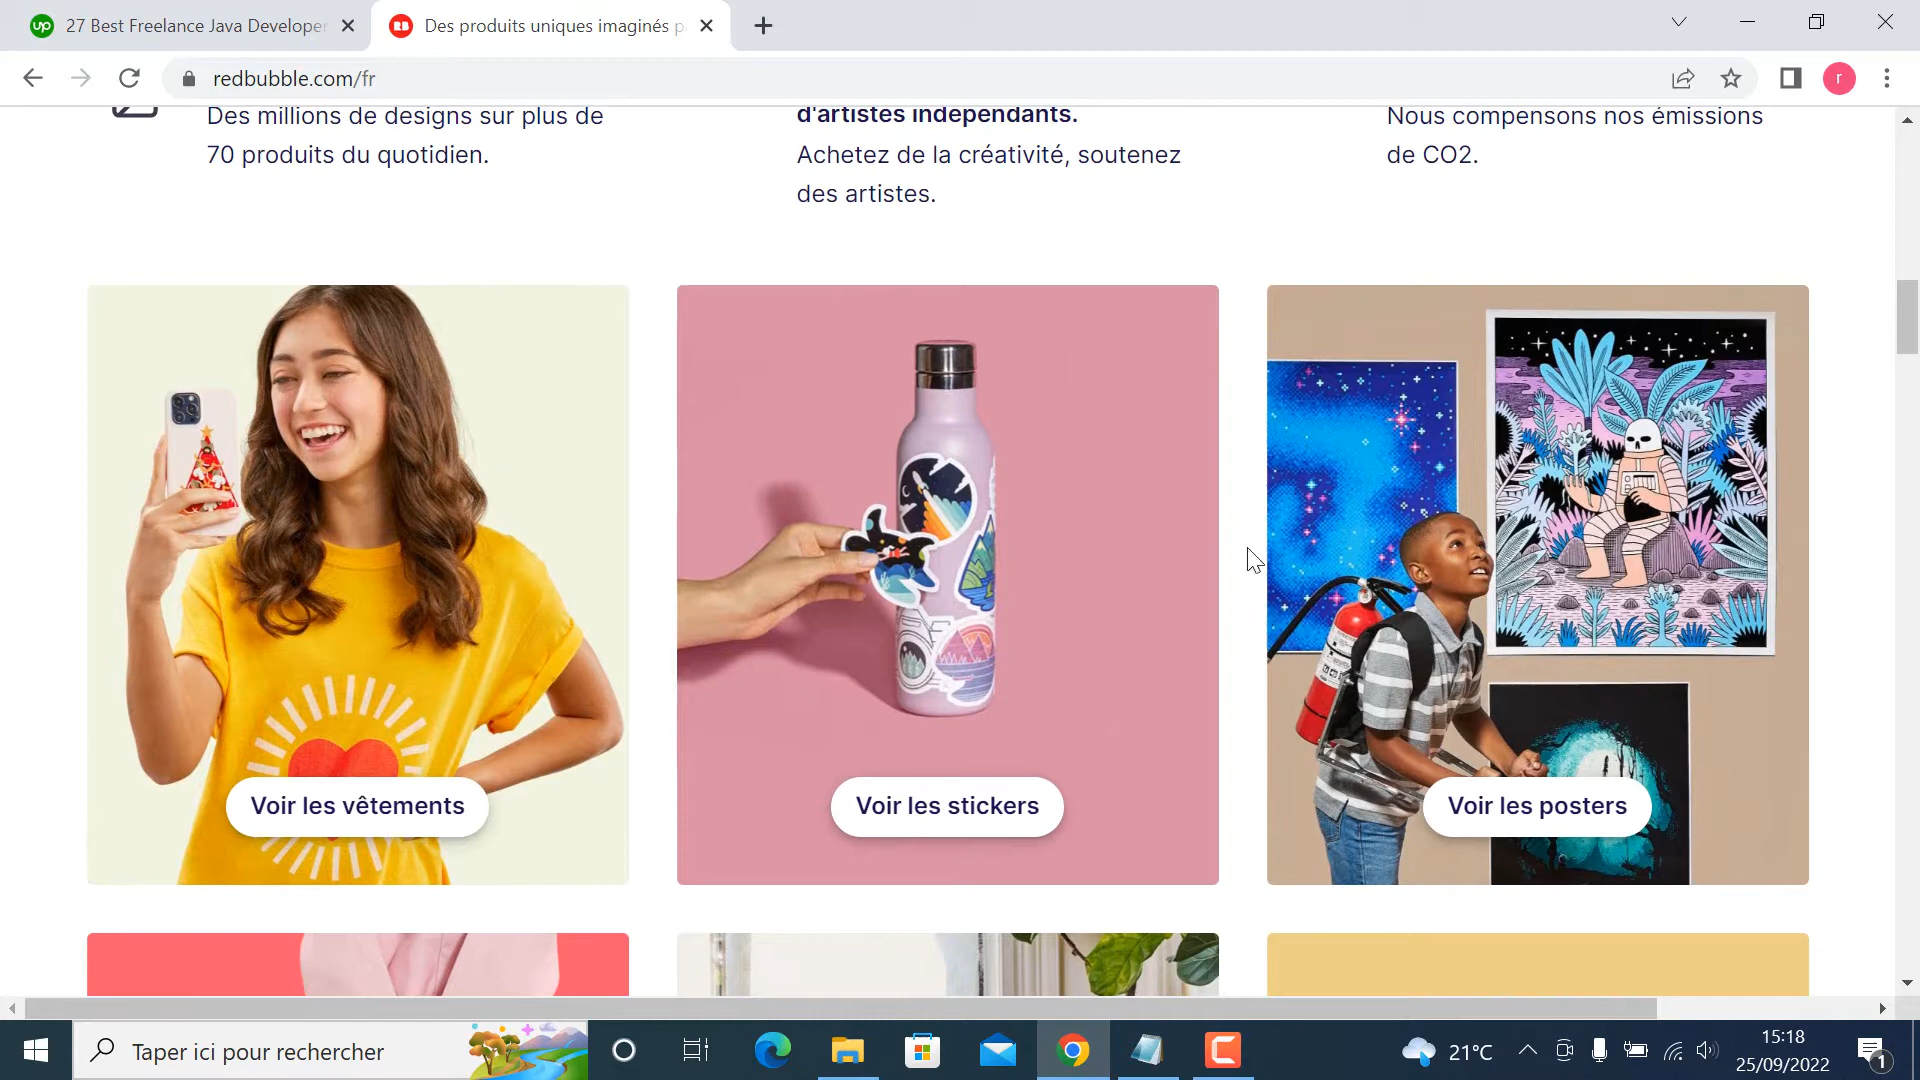 27 Best Freelance Java Developer
Des produits uniques imaginés p
redbubble.com/fr
r
Des millions de designs sur plus de
70 produits du quotidien.
d'artistes indépendants.
Achetez de la créativité, soutenez
des artistes.
Nous compensons nos émissions
de CO2.
Voir les vêtements
Voir les stickers
Voir les posters
Taper ici pour rechercher
21°C
15:18
25/09/2022
1